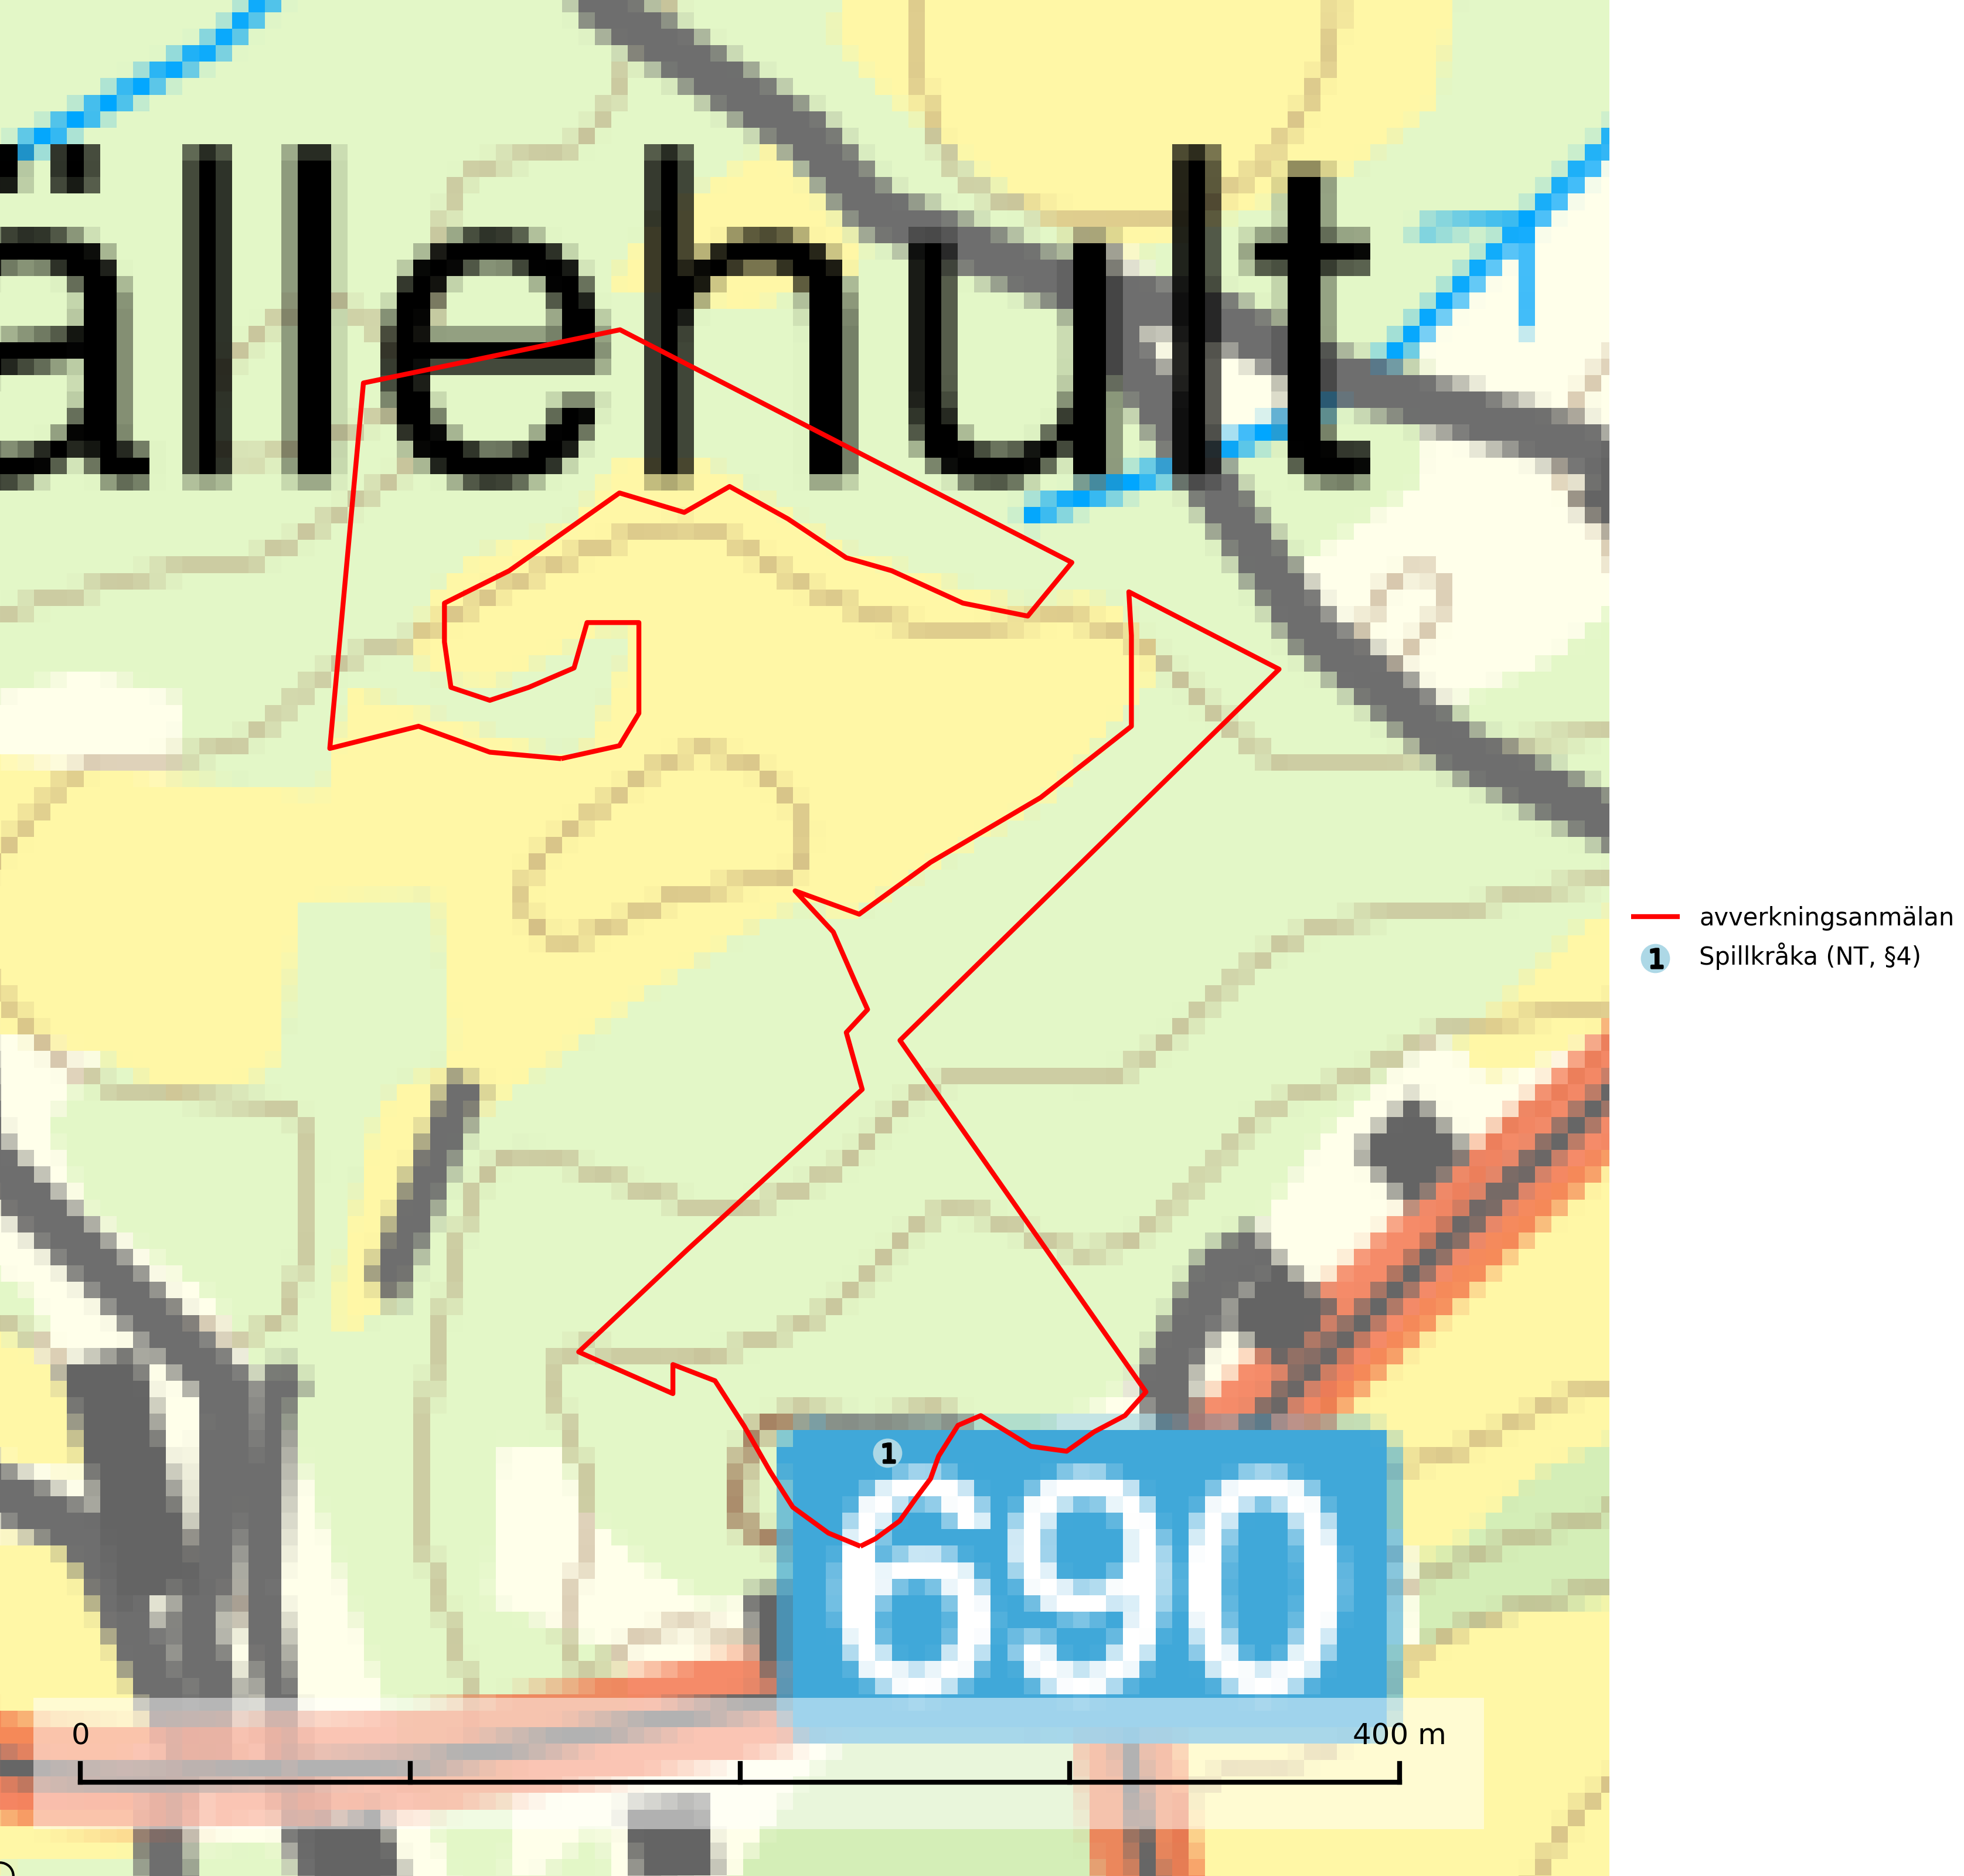 ällehult
avverkningsanmälan
1 Spillkråka (NT, §4)
1
690
0 400 m